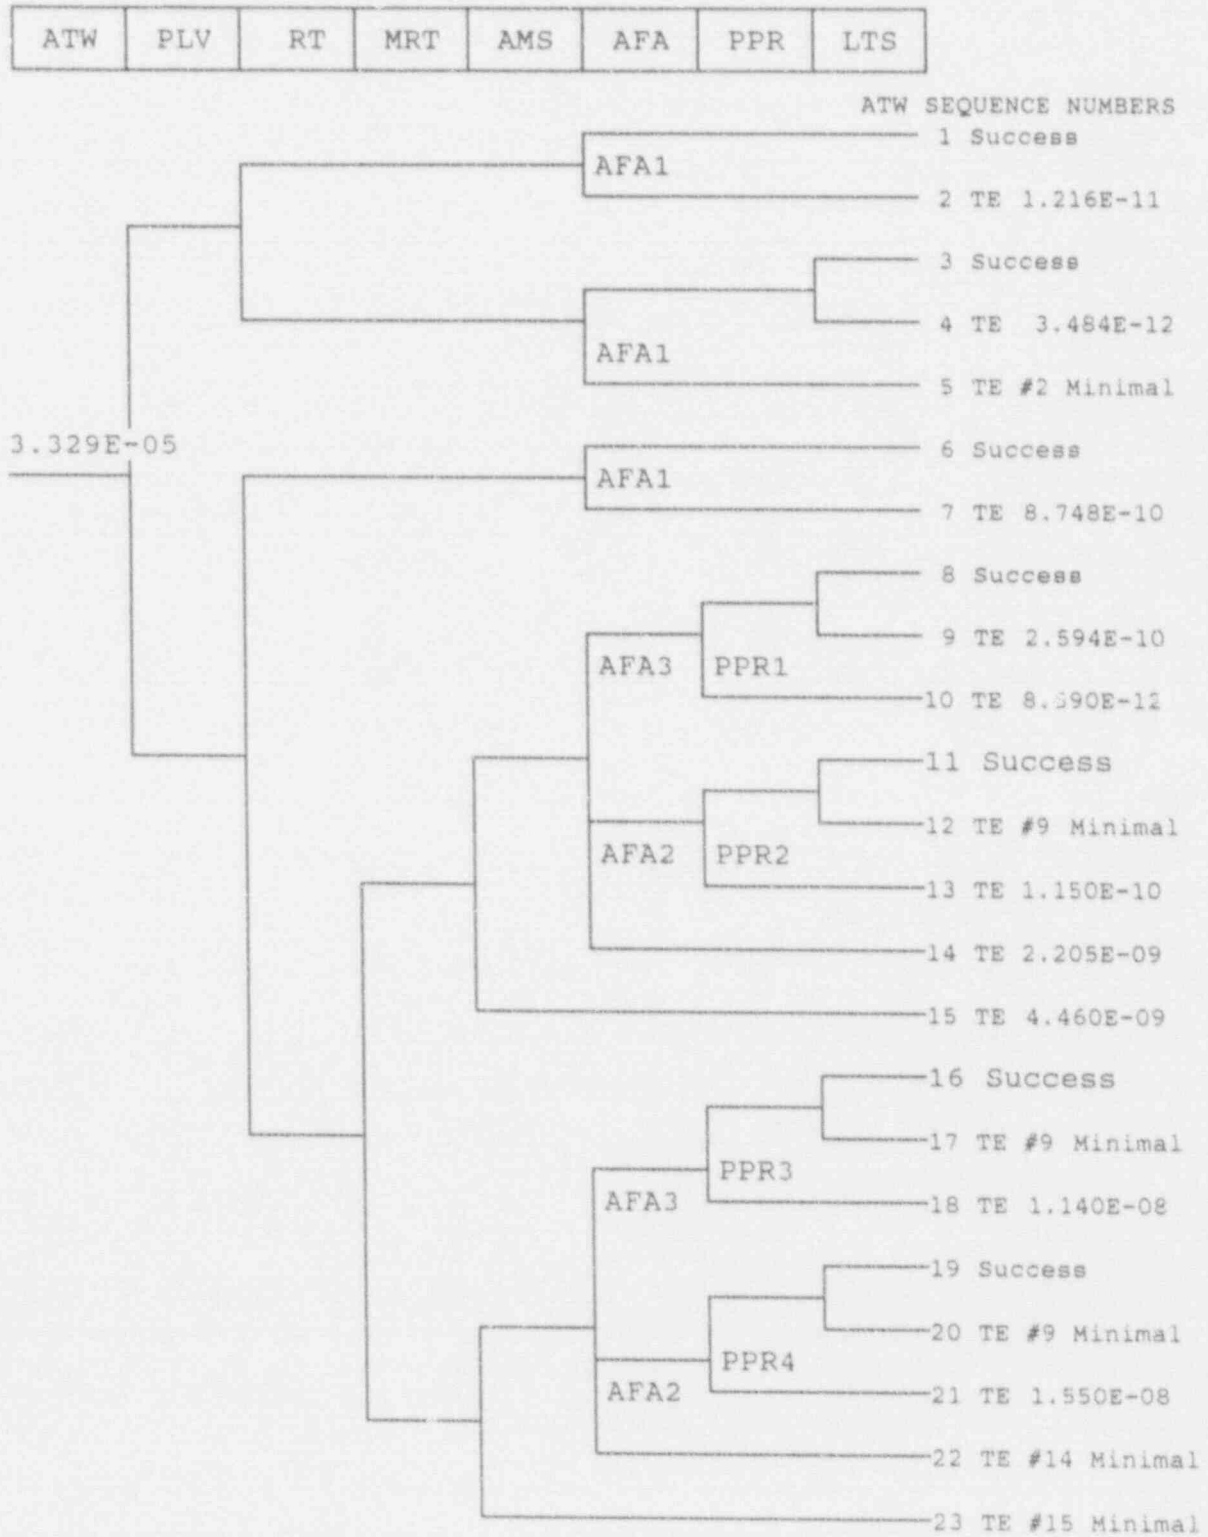 ATW PLV RT MRT AMS AFA PPR LTS
ATW SEQUENCE NUMBERS
1 Success
AFA1
2 TE 1.216E-11
3 Success
4 TE 3.484E-12
AFA1
5 TE #2 Minimal
3.329E-05
6 Success
AFA1
7 TE 8.748E-10
8 Success
9 TE 2.594E-10
AFA3 PPR1
10 TE
11 Success
12 TE #9 Minimal
AFA2 PPR2
13 TE 1.150E-10
14 TE 2.205E-09
15 TE 4.460E-09
16 Success
17 TE #9 Minimal
PPR3
AFA3
18 TE 1.140E-08
19 Success
20 TE #9 Minimal
PPR4
AFA2
21 TE 1.550E-08
22 TE #14 Minimal
23 TE #15 Minimal